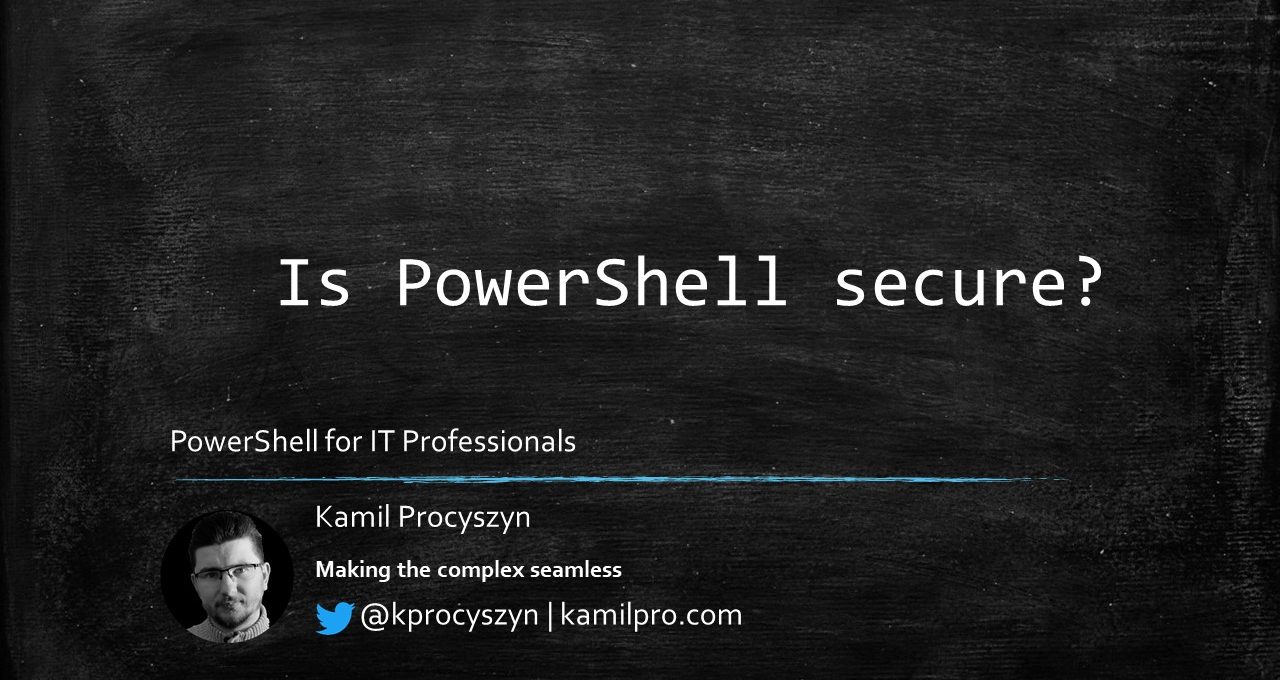 Is PowerShell secure?
PowerShell for IT Professionals
Kamil Procyszyn
Making the complex seamless
@kprocyszyn | kamilpro.com